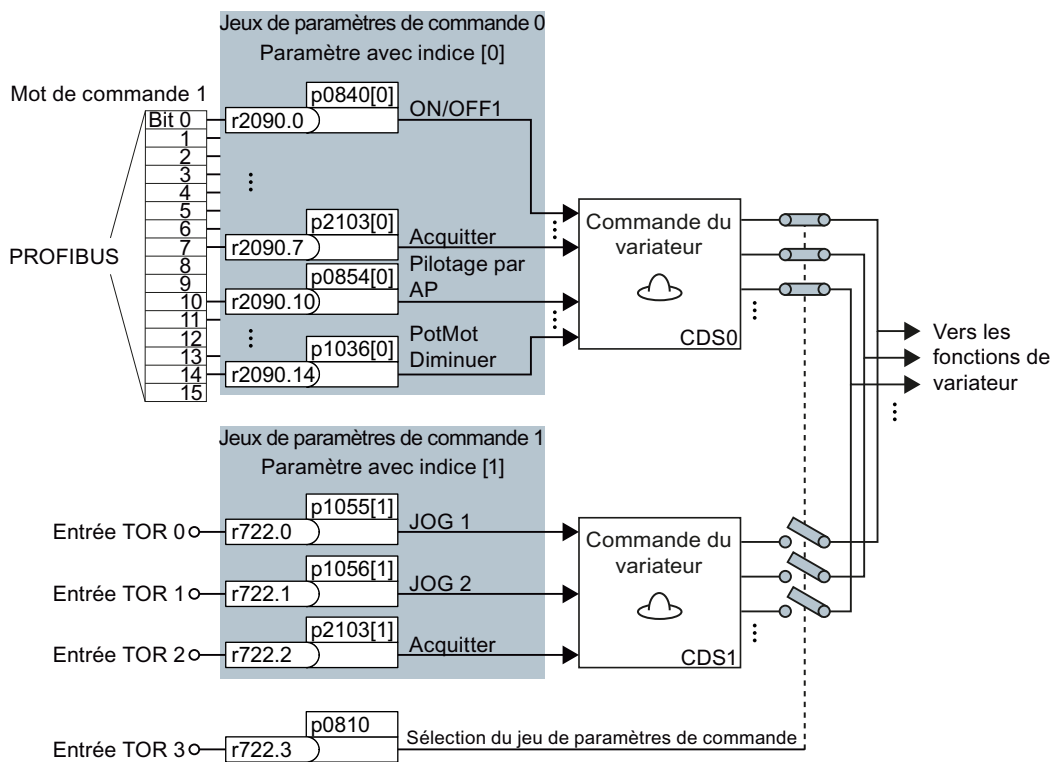 Jeux de paramètres de commande 0
Paramètre avec indice [0]
Mot de commande 1
PROFIBUS
Bit 0
1
2
3
4
5
6
7
8
9
10
11
12
13
14
15
p0840[0]
r2090.0
ON/OFF1
p2103[0]
r2090.7
Acquitter
p0854[0]
r2090.10
Pilotage par
AP
p1036[0]
r2090.14
PotMot
Diminuer
Commande du
variateur
CDS0
Vers les
fonctions de
variateur
Jeux de paramètres de commande 1
Paramètre avec indice [1]
Entrée TOR 0
p1055[1]
r722.0
JOG 1
Entrée TOR 1
p1056[1]
r722.1
JOG 2
Entrée TOR 2
p2103[1]
r722.2
Acquitter
Commande du
variateur
CDS1
Entrée TOR 3
p0810
r722.3
Sélection du jeu de paramètres de commande